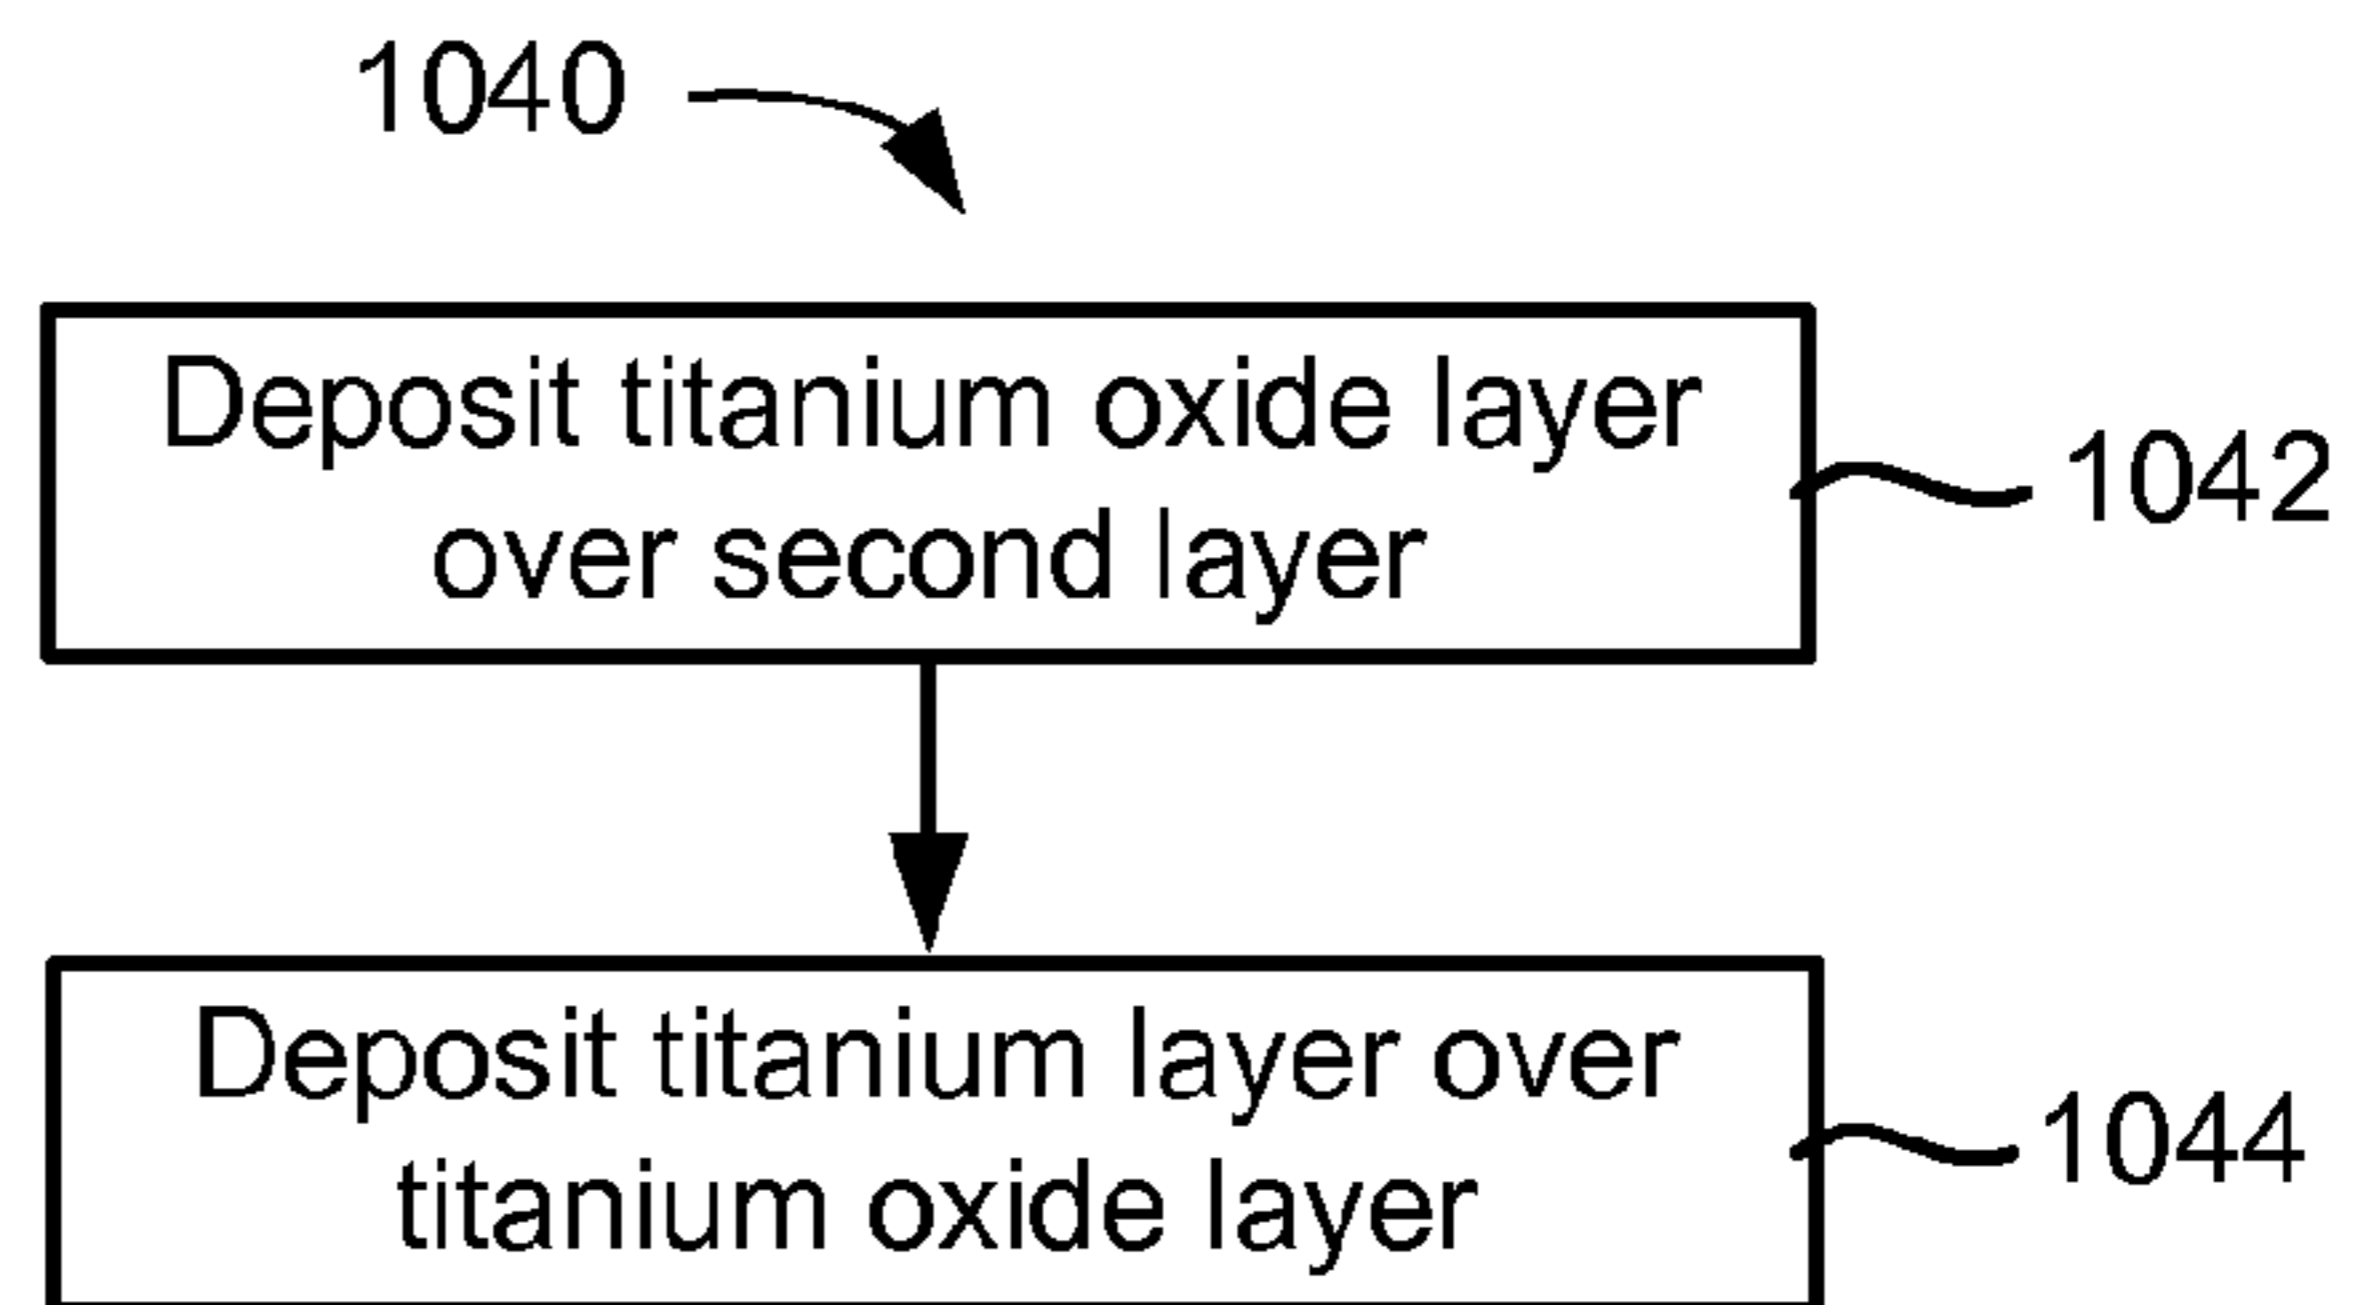 1040
Deposit titanium oxide layer
over second layer
1042
Deposit titanium layer over
titanium oxide layer
1044